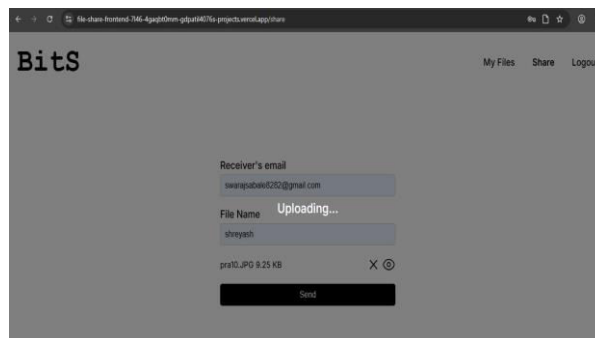 file-share-frontend-7l46-4gaqbt0mm-gdpatil4076s-projects.vercel.app/share
BitS
My Files Share Logou
Receiver's email
swarajsabale8282@gmail.com
Uploading...
File Name
shreyash
pra10.JPG 9.25 KB
Send